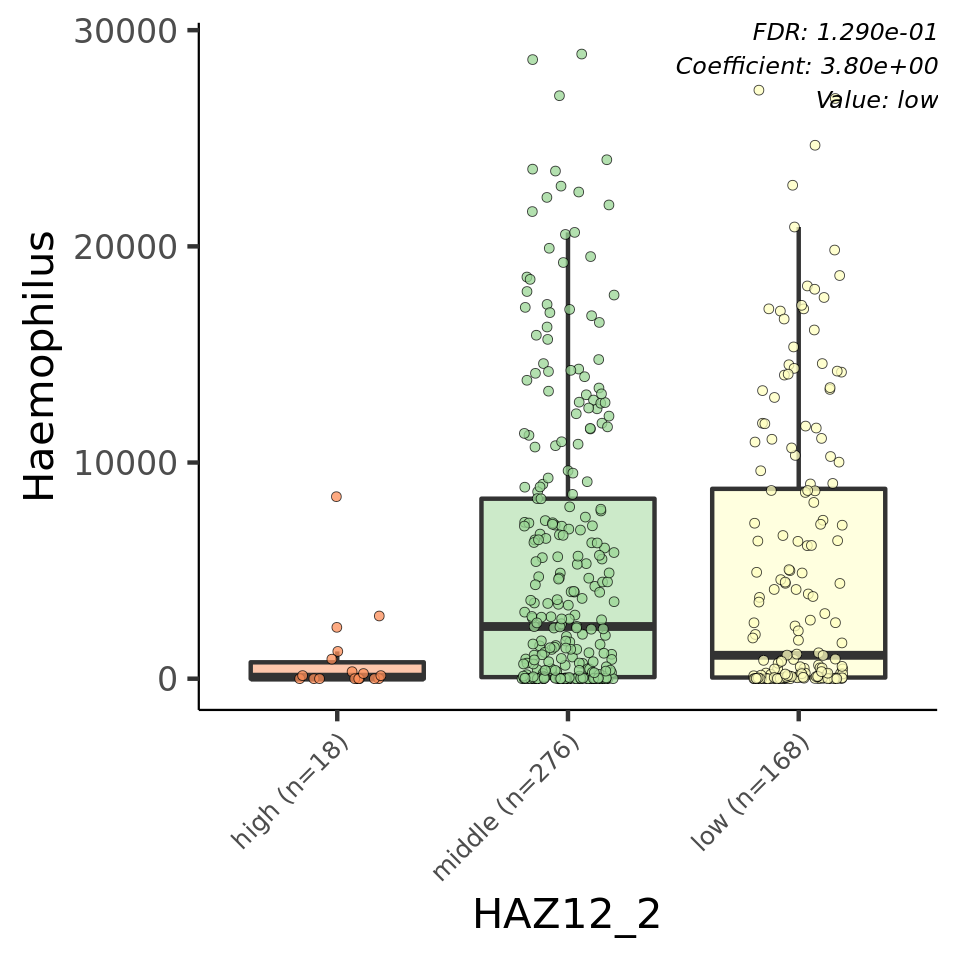 FDR: 1.290e-01
Coefficient: 3.80e+00
Value: low
Haemophilus
30000
20000
10000
0
high (n=18)
middle (n=276)
low (n=168)
HAZ12_2